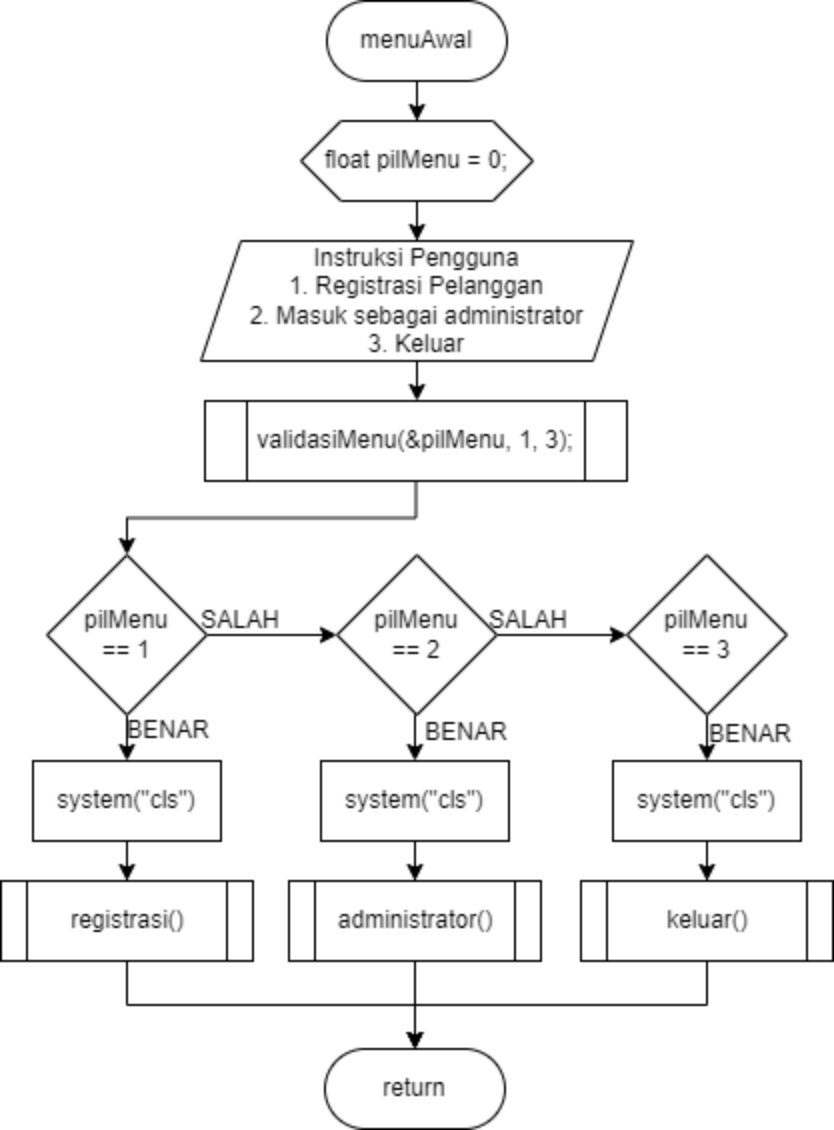 menuAwal
float pilMenu = 0;
Instruksi Pengguna
1. Registrasi Pelanggan
2. Masuk sebagai administrator
3. Keluar
validasiMenu(&pilMenu, 1, 3);
pilMenu
== 1
SALAH
pilMenu
== 2
SALAH
pilMenu
== 3
BENAR
BENAR
BENAR
system("cls")
system("cls")
system("cls")
registrasi()
administrator()
keluar()
return